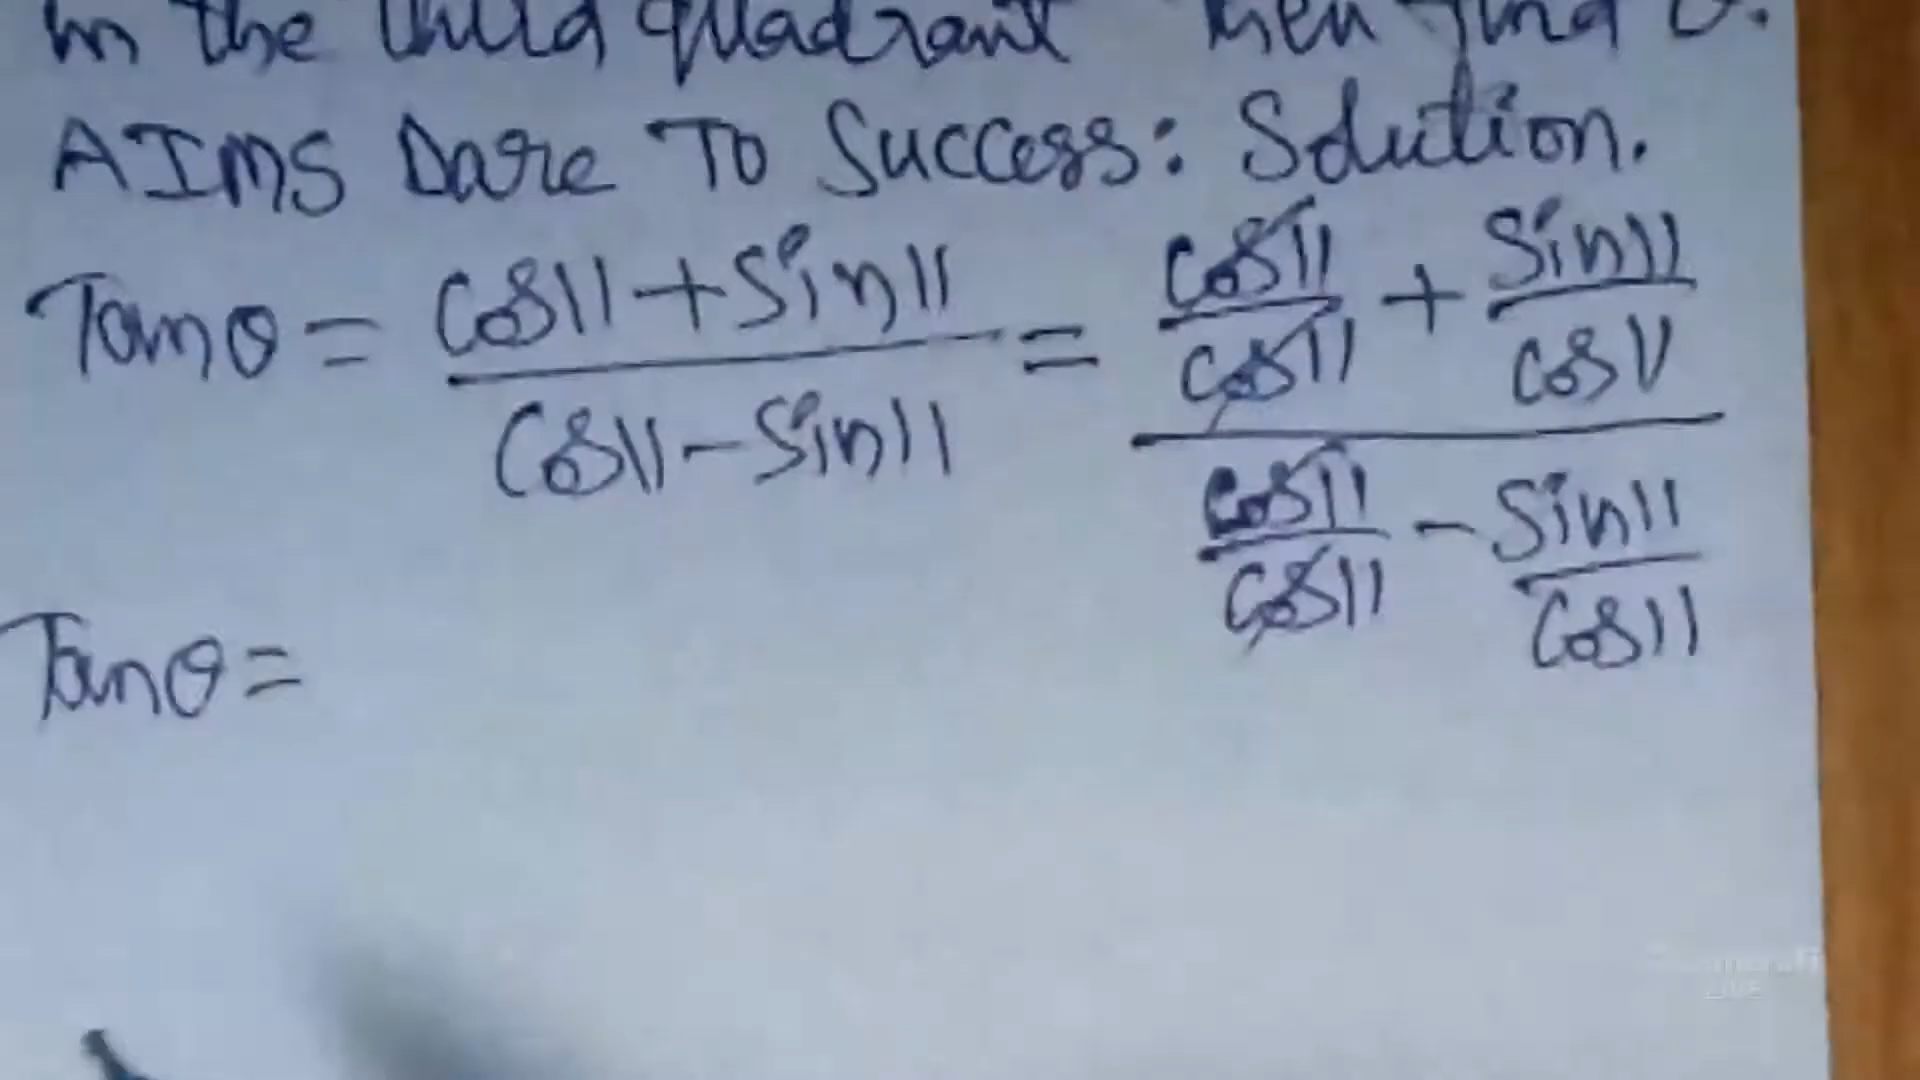 in the third quadrant then find θ.
AIMS Dare To Success: Solution.
Tanθ = (Cos11 + Sin11) / (Cos11 - Sin11) = (Cos11/Cos11 + Sin11/Cos11) / (Cos11/Cos11 - Sin11/Cos11)
Tanθ =
LIVE